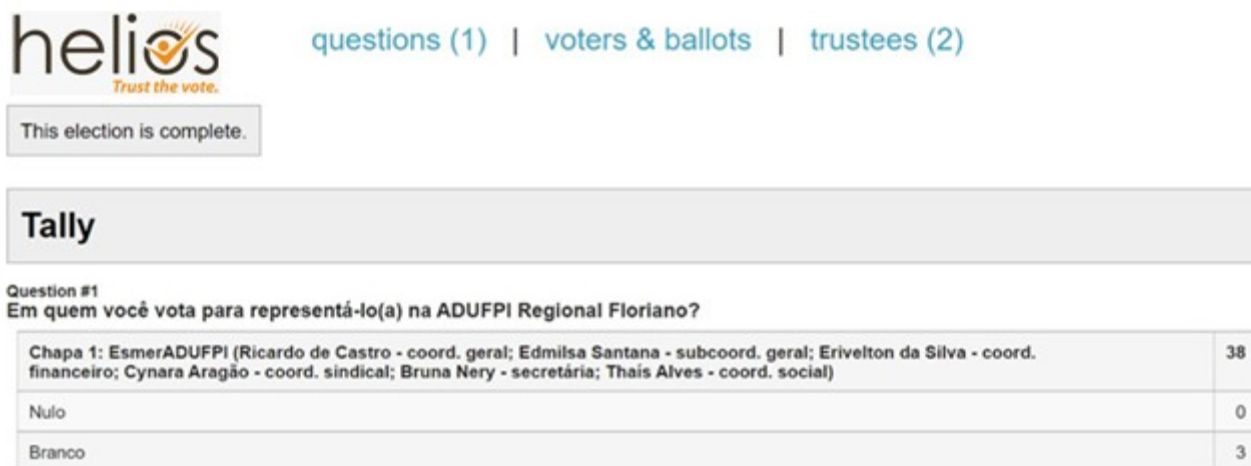 helios
Trust the vote.
questions (1) | voters & ballots | trustees (2)
This election is complete.
Tally
Question #1
Em quem você vota para representá-lo(a) na ADUFPI Regional Floriano?
Chapa 1: EsmerADUFPI (Ricardo de Castro - coord. geral; Edmilsa Santana - subcoord. geral; Erivelton da Silva - coord. 38
financeiro; Cynara Aragão - coord. sindical; Bruna Nery - secretária; Thaís Alves - coord. social)
Nulo 0
Branco 3